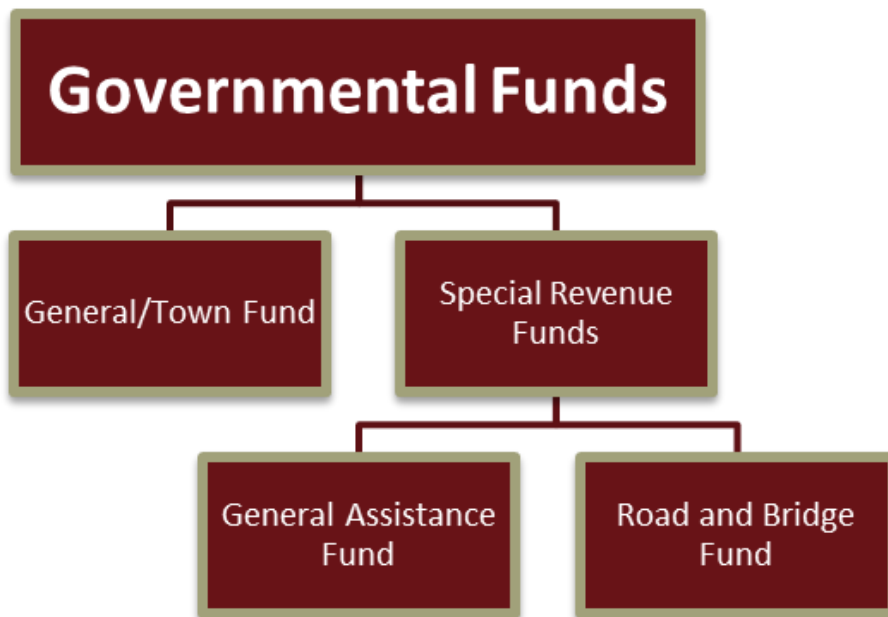 Governmental Funds
General/Town Fund
Special Revenue
Funds
General Assistance
Fund
Road and Bridge
Fund